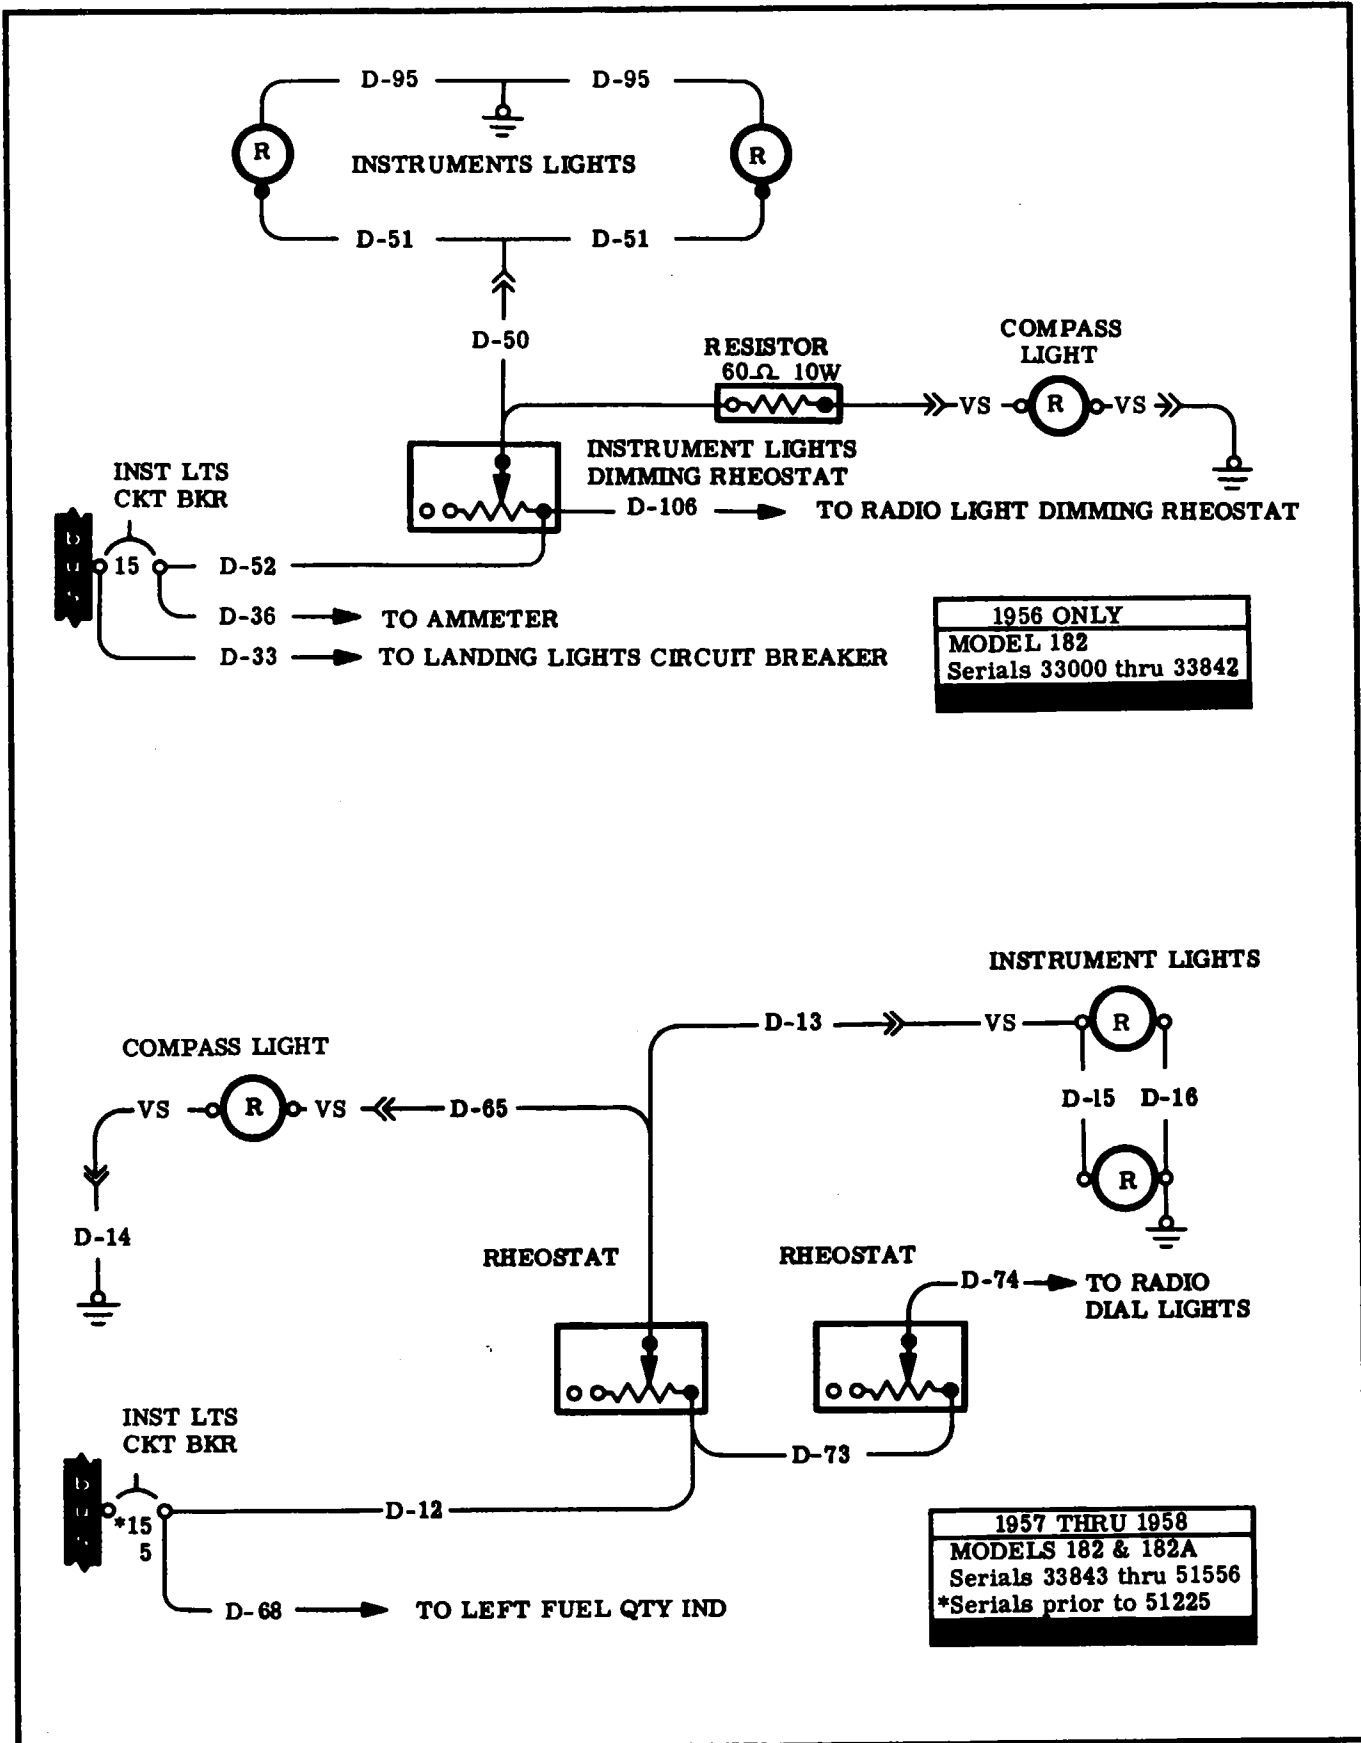 D-95 D-95
R R
INSTRUMENTS LIGHTS
D-51 D-51
D-50
RESISTOR
60Ω 10W
COMPASS
LIGHT
VS R VS
INSTRUMENT LIGHTS
DIMMING RHEOSTAT
D-106 TO RADIO LIGHT DIMMING RHEOSTAT
INST LTS
CKT BKR
15 D-52
D-36 TO AMMETER
D-33 TO LANDING LIGHTS CIRCUIT BREAKER
1956 ONLY
MODEL 182
Serials 33000 thru 33842
INSTRUMENT LIGHTS
D-13 VS R
COMPASS LIGHT
VS R VS D-65
D-15 D-16
R
D-14
RHEOSTAT
RHEOSTAT
D-74 TO RADIO
DIAL LIGHTS
INST LTS
CKT BKR
D-73
D-12
*15
5
D-68 TO LEFT FUEL QTY IND
1957 THRU 1958
MODELS 182 & 182A
Serials 33843 thru 51556
*Serials prior to 51225